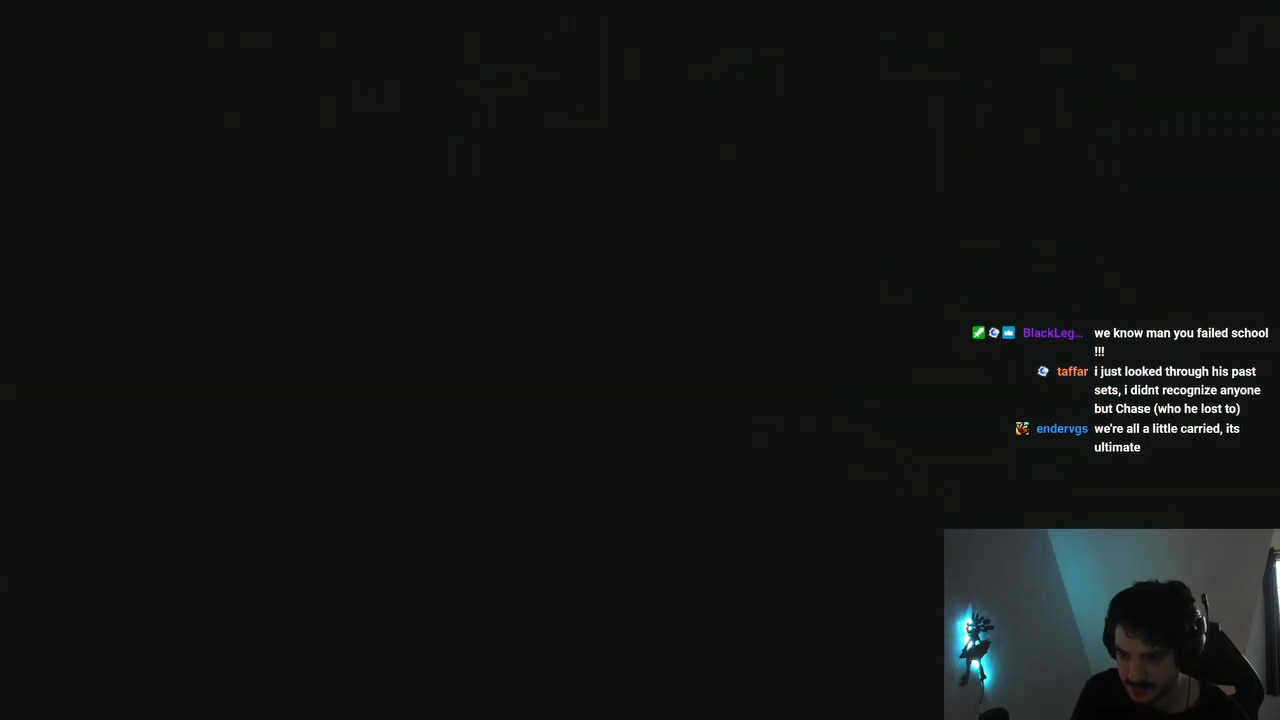 BlackLeg... we know man you failed school
!!!
taffar i just looked through his past
sets, i didnt recognize anyone
but Chase (who he lost to)
endervgs we're all a little carried, its
ultimate